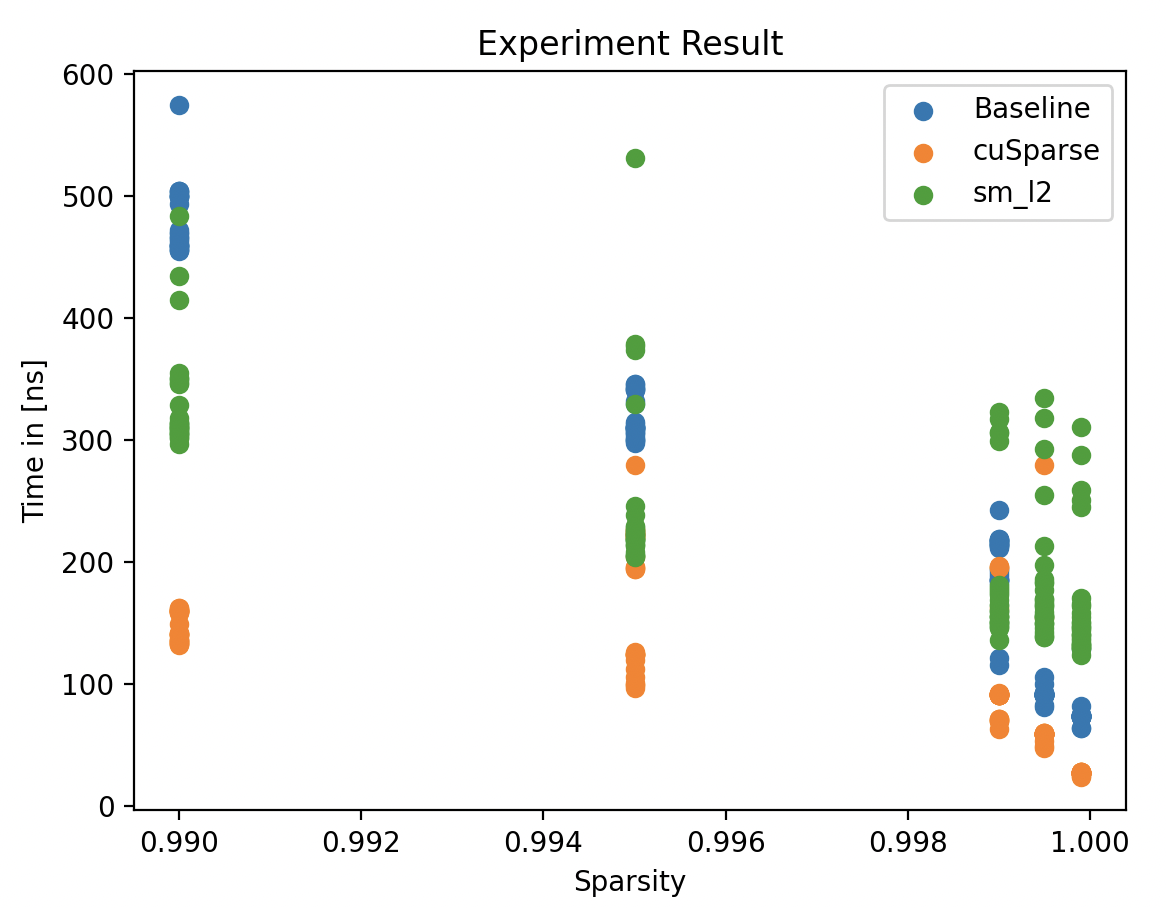 Experiment Result
600
500
400
300
200
100
0
Time in [ns]
Baseline
cuSparse
sm_l2
0.990 0.992 0.994 0.996 0.998 1.000
Sparsity